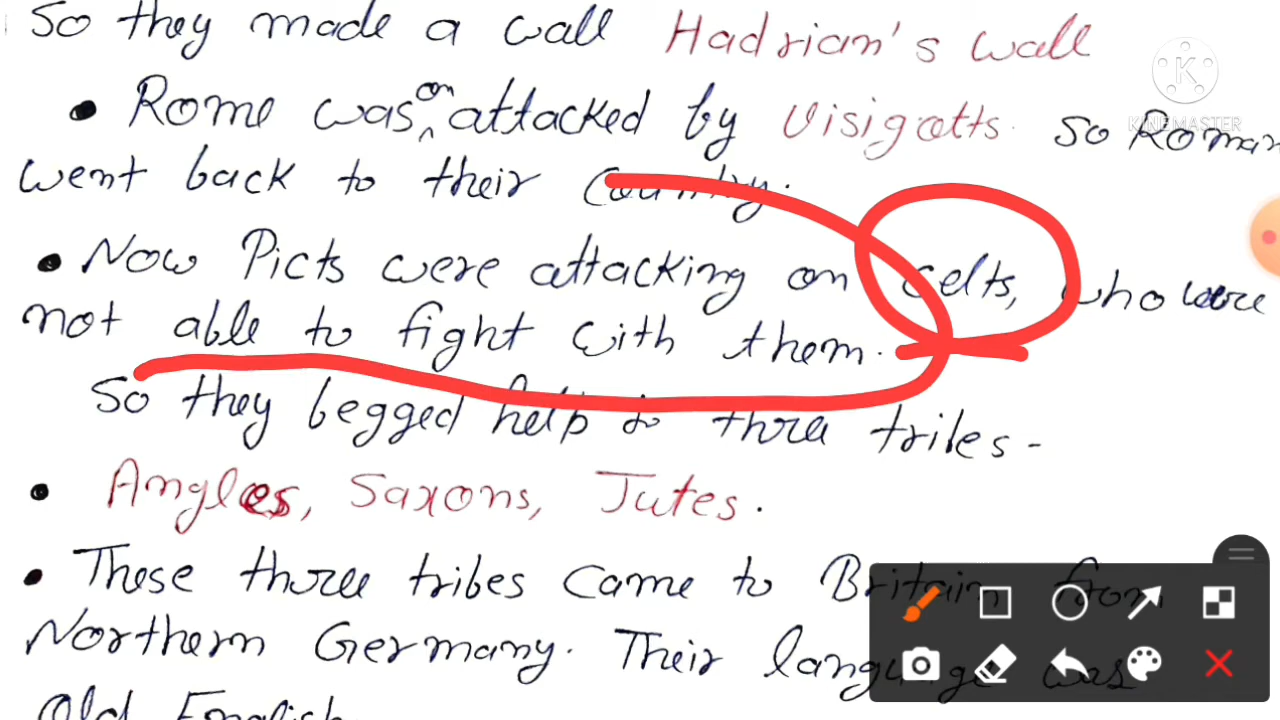 So they made a wall Hadrian's wall
KINEMASTER
• Rome was on attacked by Visigotts. So Roman
went back to their Country.
• Now Picts were attacking on celts, who were
not able to fight with them.
So they begged help to three tribes -
• Angles, Saxons, Jutes.
• These three tribes came to Britain from
Northern Germany. Their language was
Old English